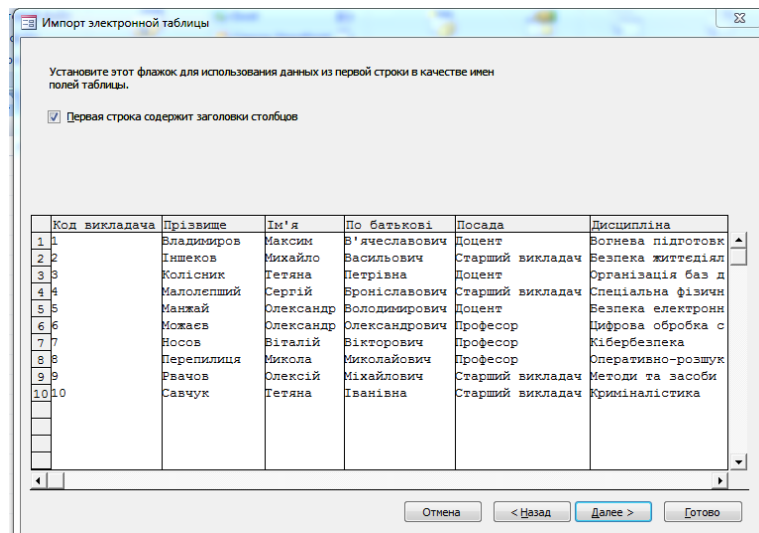 Импорт электронной таблицы
Установите этот флажок для использования данных из первой строки в качестве имен
полей таблицы.
Первая строка содержит заголовки столбцов
Код викладача Прізвище Ім'я По батькові Посада Дисципліна
1 1 Владимиров Максим В'ячеславович Доцент Вогнева підготовк
2 2 Іншеков Михайло Васильович Старший викладач Безпека життєдіял
3 3 Колісник Тетяна Петрівна Доцент Організація баз д
4 4 Малолєпший Сергій Броніславович Старший викладач Спеціальна фізичн
5 5 Манжай Олександр Володимирович Доцент Безпека електронн
6 6 Можаєв Олександр Олександрович Професор Цифрова обробка с
7 7 Носов Віталій Вікторович Професор Кібербезпека
8 8 Перепилиця Микола Миколайович Професор Оперативно-розшук
9 9 Рвачов Олексій Міхайлович Старший викладач Методи та засоби
10 10 Савчук Тетяна Іванівна Старший викладач Криміналістика
Отмена < Назад Далее > Готово